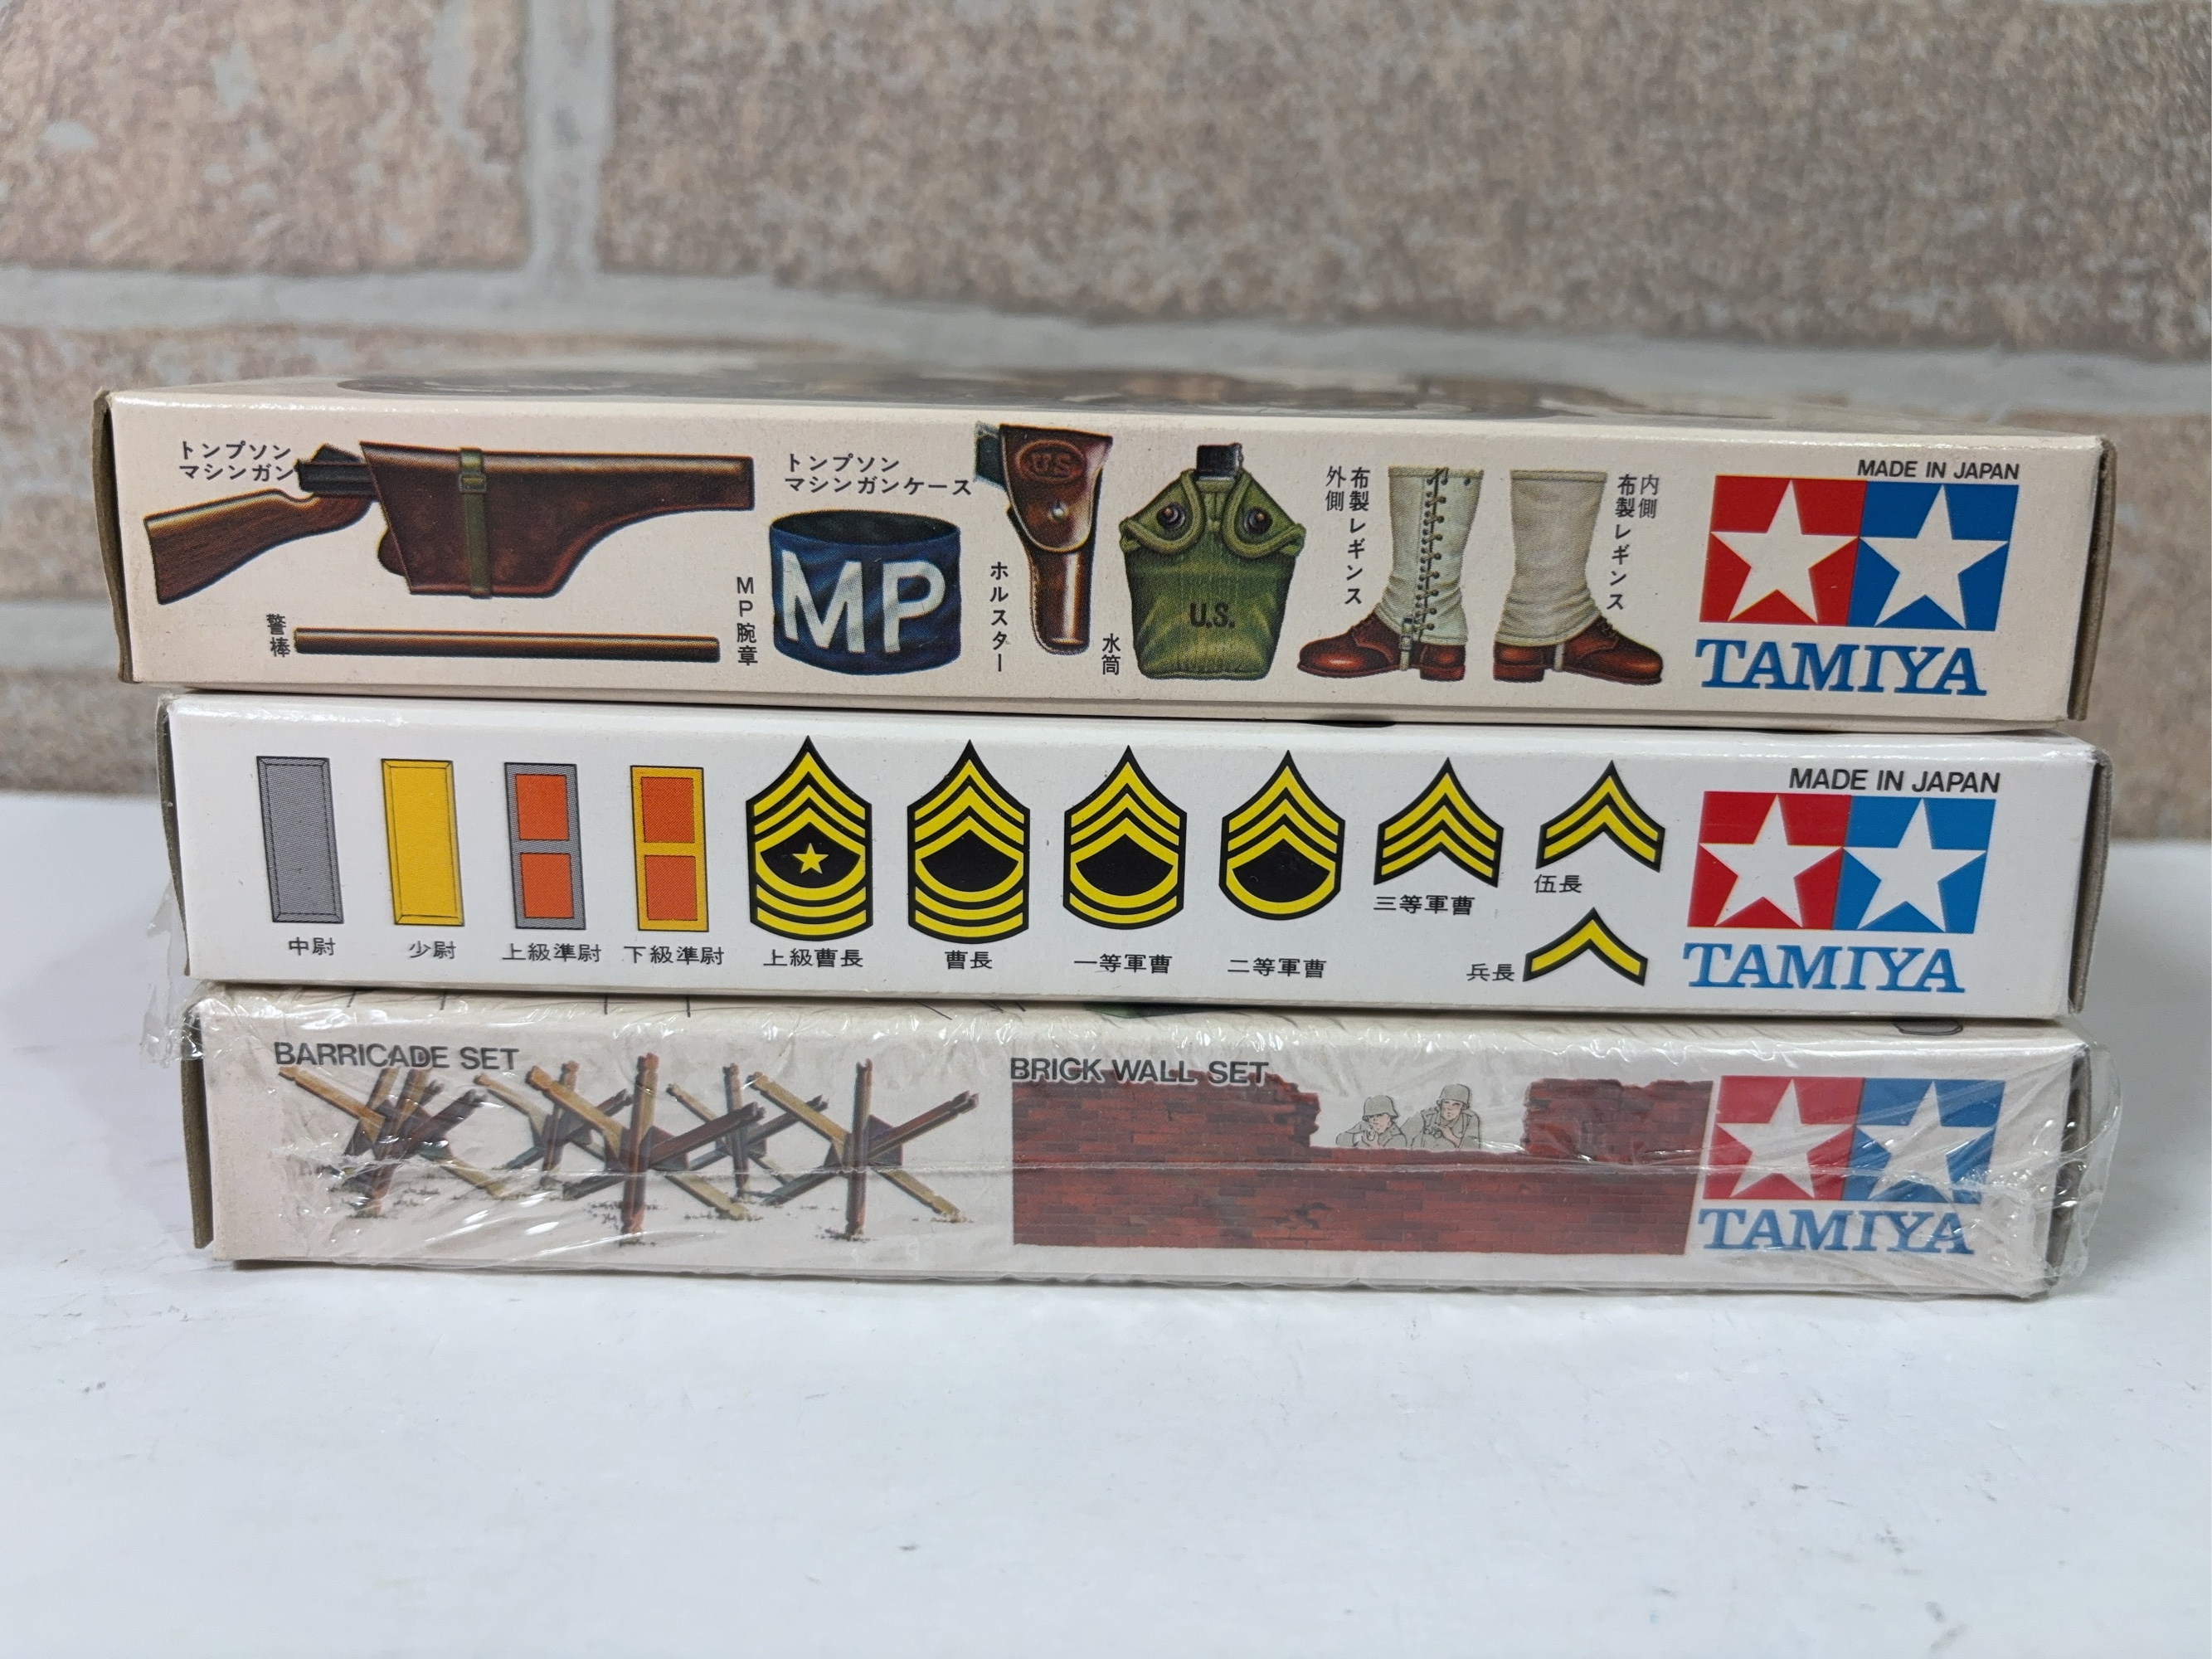 トンプソン
マシンガン
警棒
MP腕章
トンプソン
マシンガンケース
MP
ホルスター
US
水筒
U.S.
布製レギンス
外側
内側
布製レギンス
MADE IN JAPAN
TAMIYA
中尉
少尉
上級準尉
下級準尉
上級曹長
曹長
一等軍曹
二等軍曹
三等軍曹
伍長
兵長
MADE IN JAPAN
TAMIYA
BARRICADE SET
BRICK WALL SET
TAMIYA